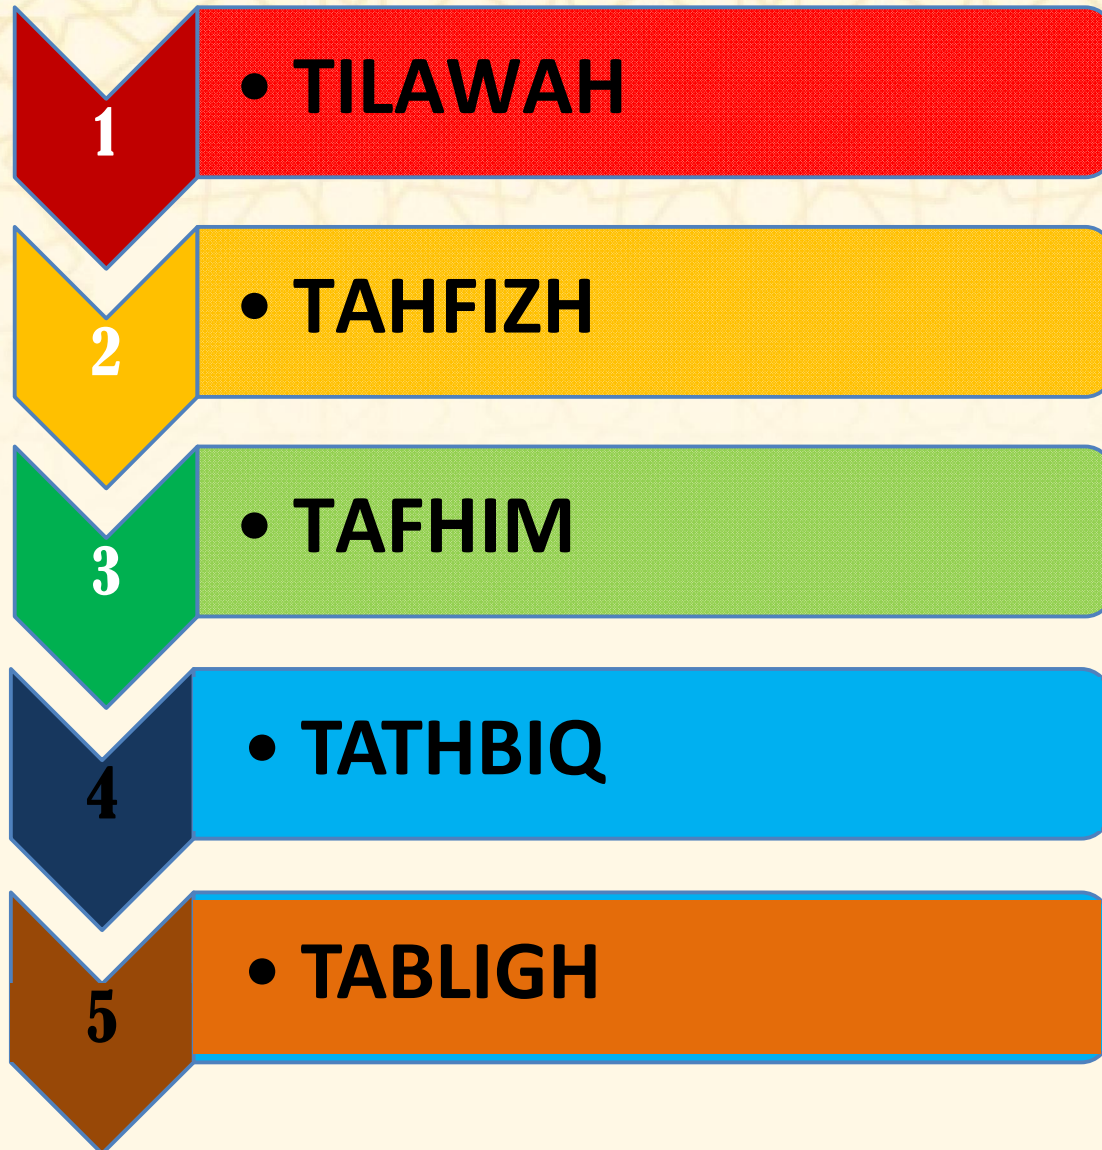 1
• TILAWAH
2
• TAHFIZH
3
• TAFHIM
4
• TATHBIQ
5
• TABLIGH